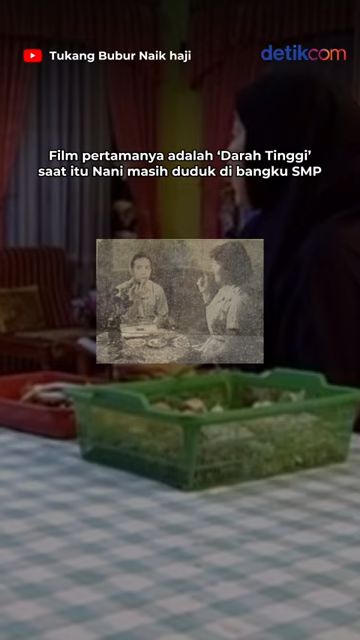 Tukang Bubur Naik haji
detikcom
Film pertamanya adalah ‘Darah Tinggi’
saat itu Nani masih duduk di bangku SMP